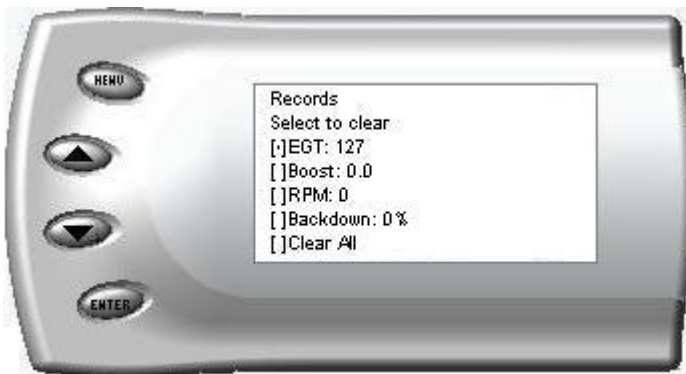 MENU
Records
Select to clear
[·]EGT: 127
[ ]Boost: 0.0
[ ]RPM: 0
[ ]Backdown: 0%
[ ]Clear All
ENTER